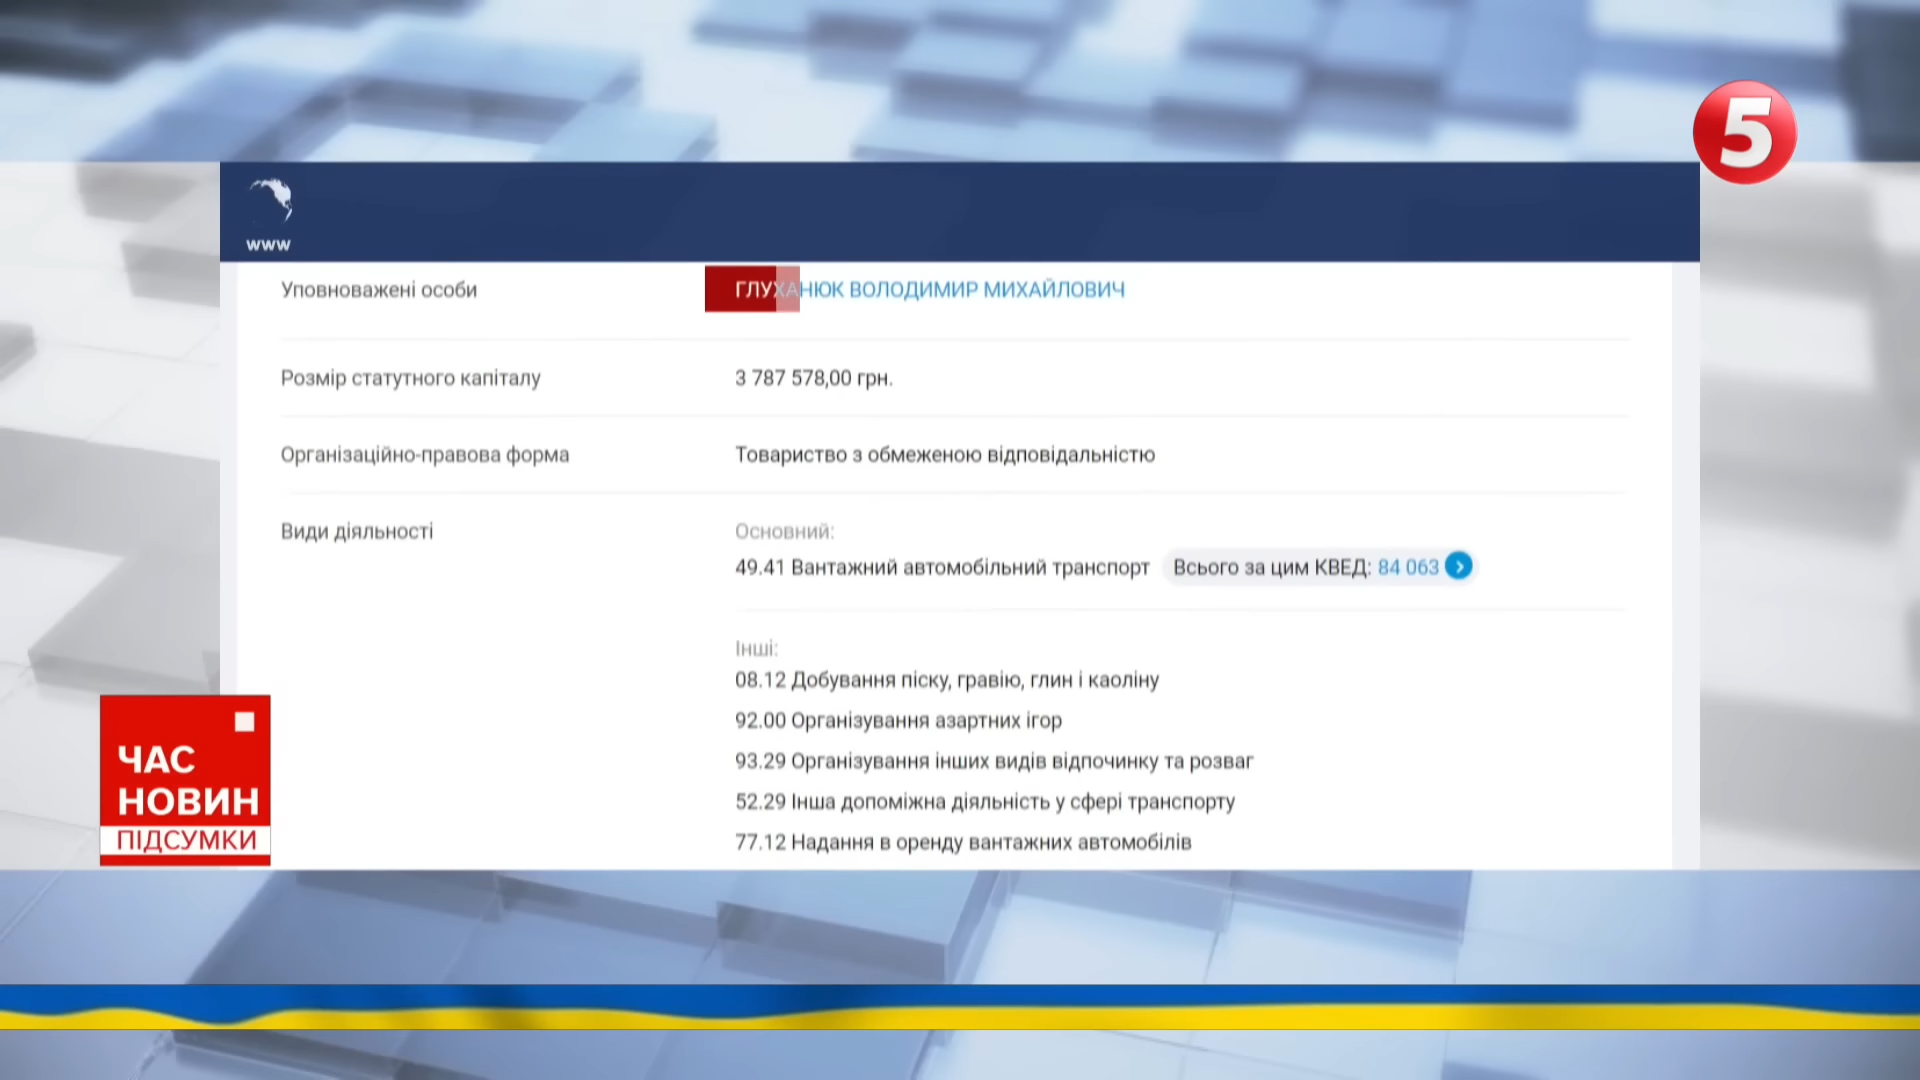 5
www
Уповноважені особи ГЛУХАНЮК ВОЛОДИМИР МИХАЙЛОВИЧ
Розмір статутного капіталу 3 787 578,00 грн.
Організаційно-правова форма Товариство з обмеженою відповідальністю
Види діяльності Основний:
49.41 Вантажний автомобільний транспорт Всього за цим КВЕД: 84 063
Інші:
08.12 Добування піску, гравію, глин і каоліну
92.00 Організування азартних ігор
93.29 Організування інших видів відпочинку та розваг
52.29 Інша допоміжна діяльність у сфері транспорту
77.12 Надання в оренду вантажних автомобілів
ЧАС
НОВИН
ПІДСУМКИ